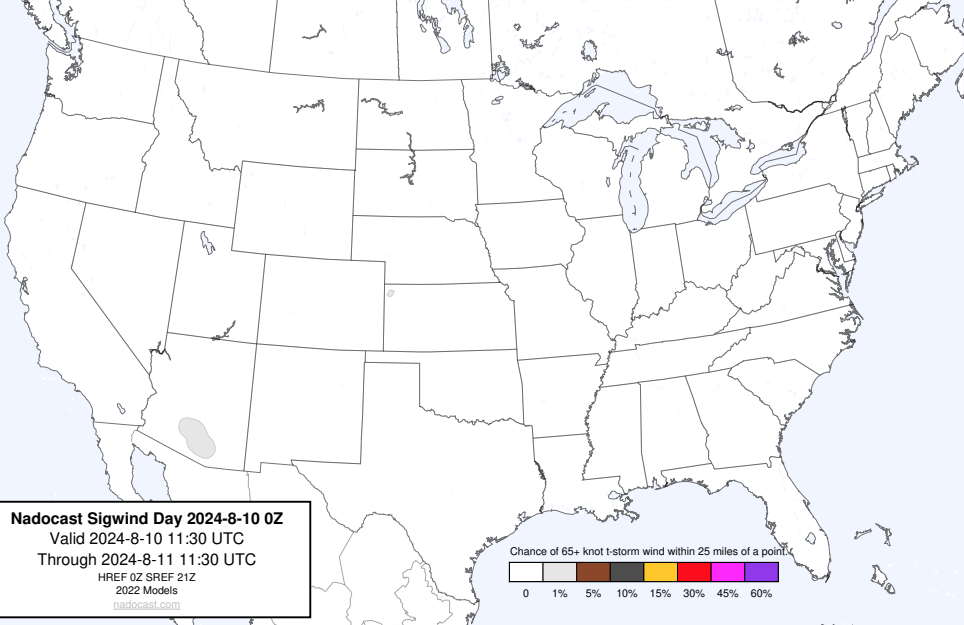 Nadocast Sigwind Day 2024-8-10 0Z
Valid 2024-8-10 11:30 UTC
Through 2024-8-11 11:30 UTC
HREF 0Z SREF 21Z
2022 Models
nadocast.com
Chance of 65+ knot t-storm wind within 25 miles of a point.
0 1% 5% 10% 15% 30% 45% 60%